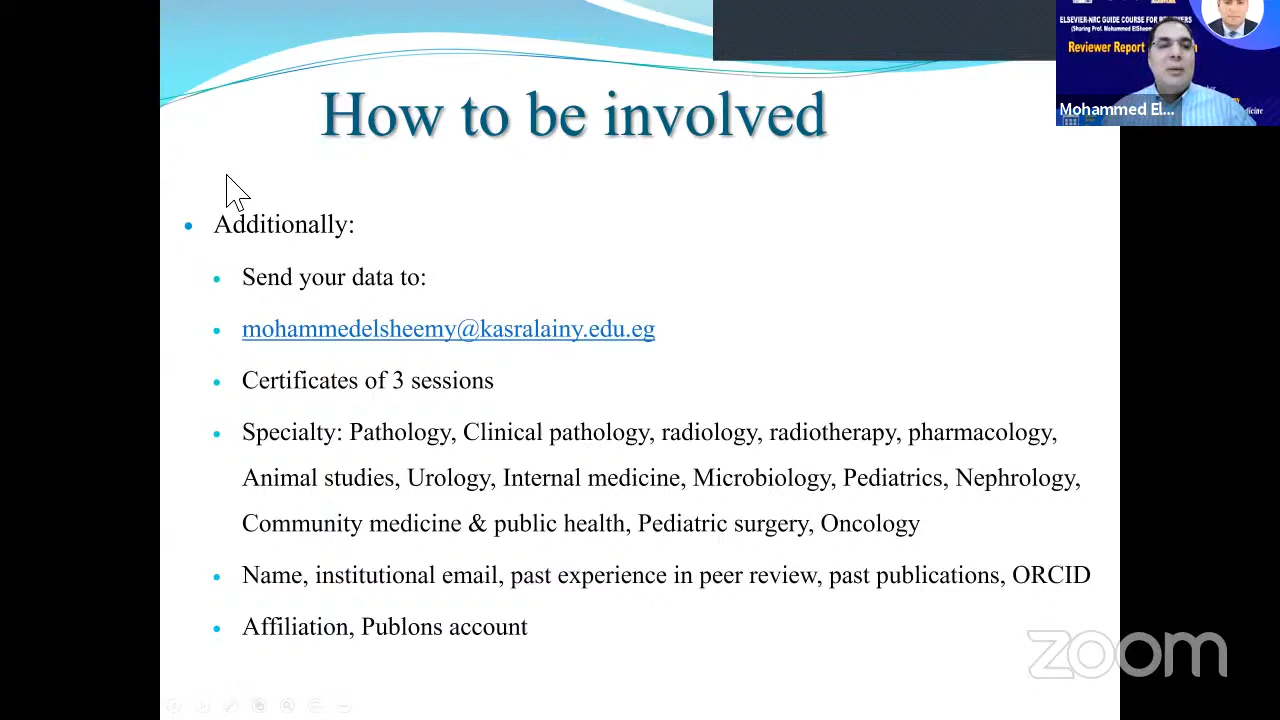 ELSEVIER-NRC GUIDE COURSE FOR
(Sharing Prof. Mohammed
Reviewer Report
Mohammed El...
How to be involved
Additionally:
Send your data to:
mohammedelsheemy@kasralainy.edu.eg
Certificates of 3 sessions
Specialty: Pathology, Clinical pathology, radiology, radiotherapy, pharmacology,
Animal studies, Urology, Internal medicine, Microbiology, Pediatrics, Nephrology,
Community medicine & public health, Pediatric surgery, Oncology
Name, institutional email, past experience in peer review, past publications, ORCID
Affiliation, Publons account
zoom